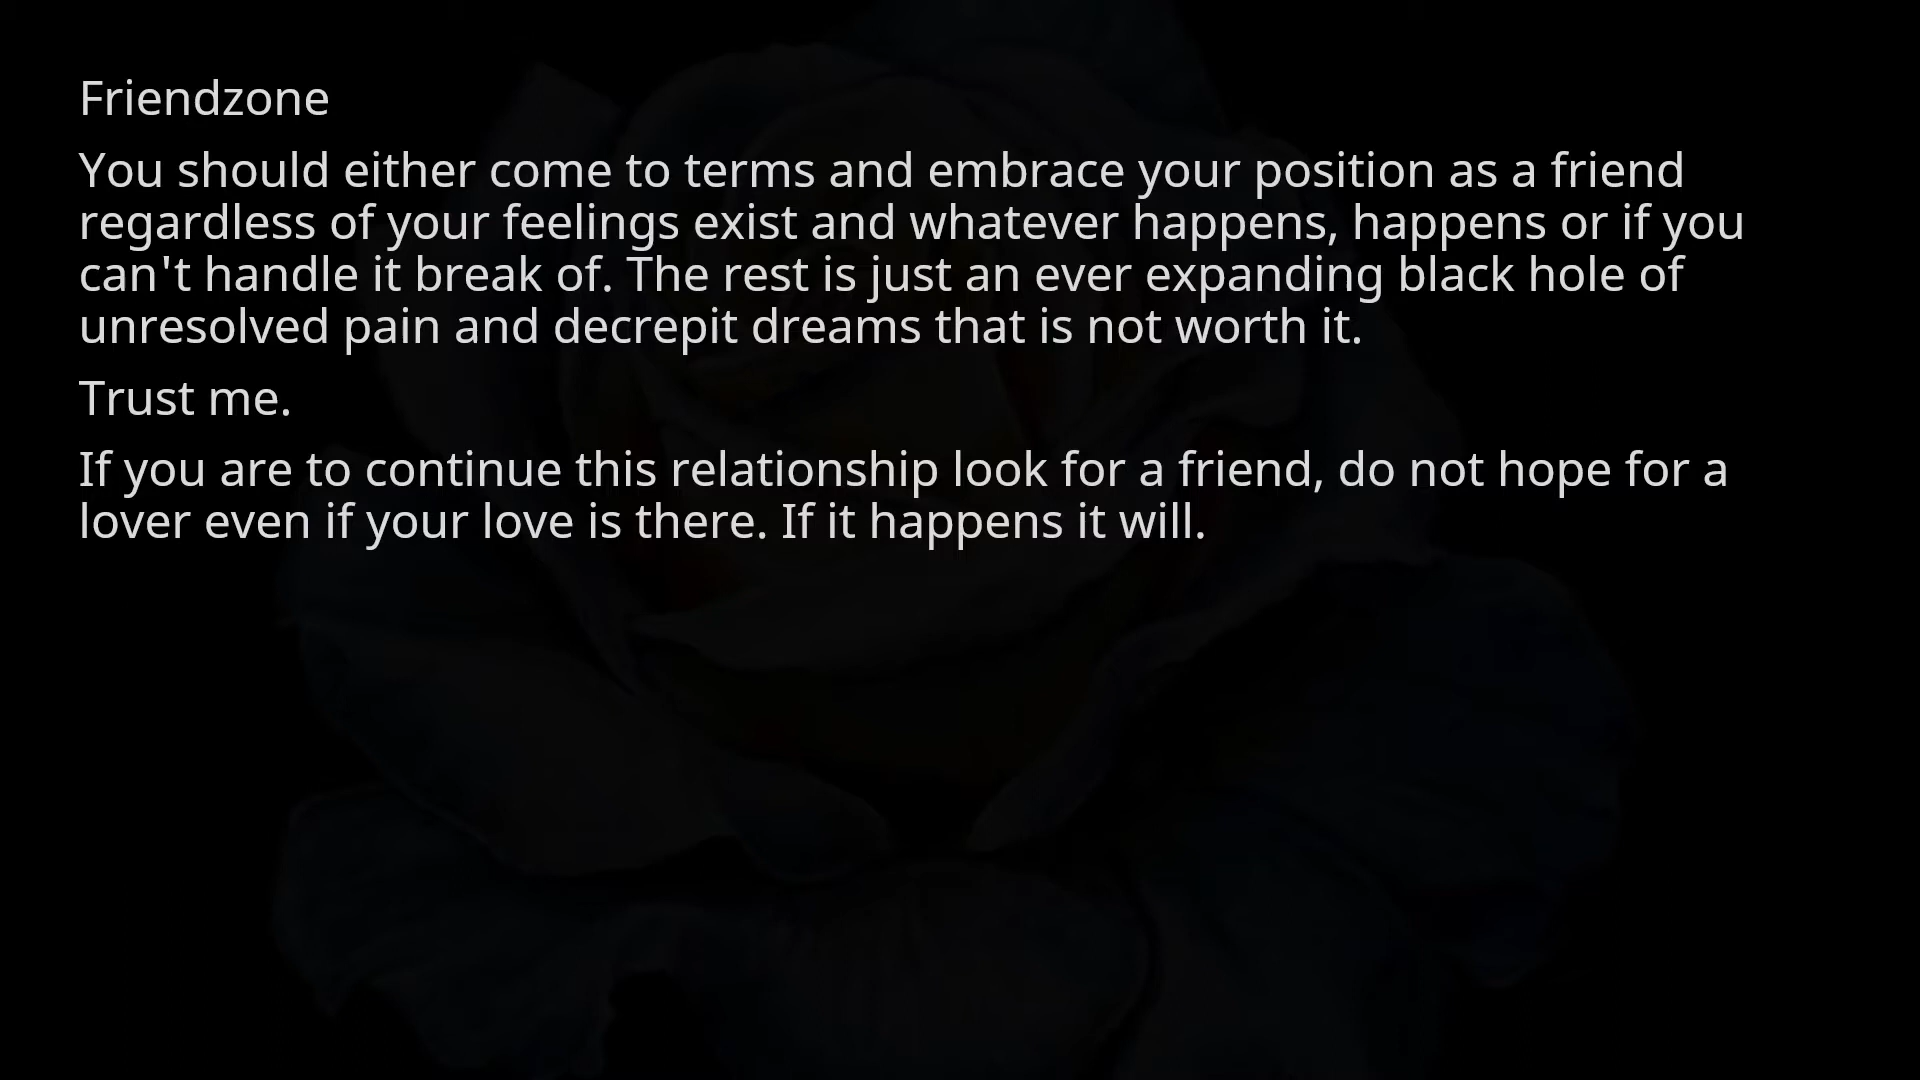 Friendzone
You should either come to terms and embrace your position as a friend
regardless of your feelings exist and whatever happens, happens or if you
can't handle it break of. The rest is just an ever expanding black hole of
unresolved pain and decrepit dreams that is not worth it.
Trust me.
If you are to continue this relationship look for a friend, do not hope for a
lover even if your love is there. If it happens it will.